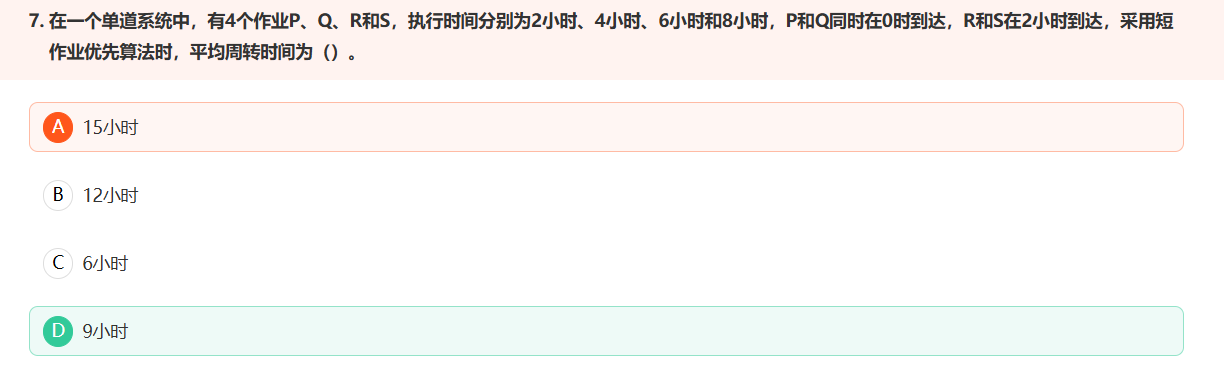 7. 在一个单道系统中，有4个作业P、Q、R和S，执行时间分别为2小时、4小时、6小时和8小时，P和Q同时在0时到达，R和S在2小时到达，采用短
作业优先算法时，平均周转时间为（）。
A 15小时
B 12小时
C 6小时
D 9小时